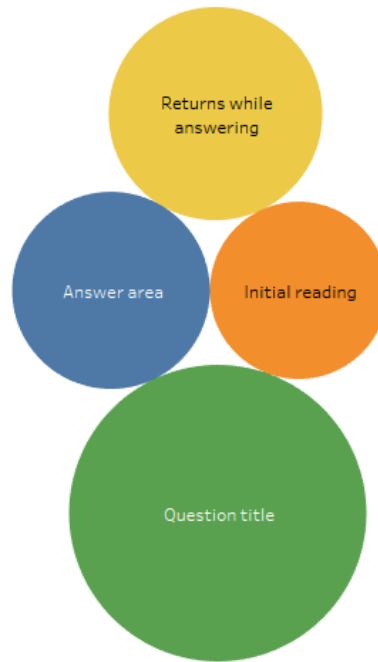 Returns while
answering
Answer area
Initial reading
Question title